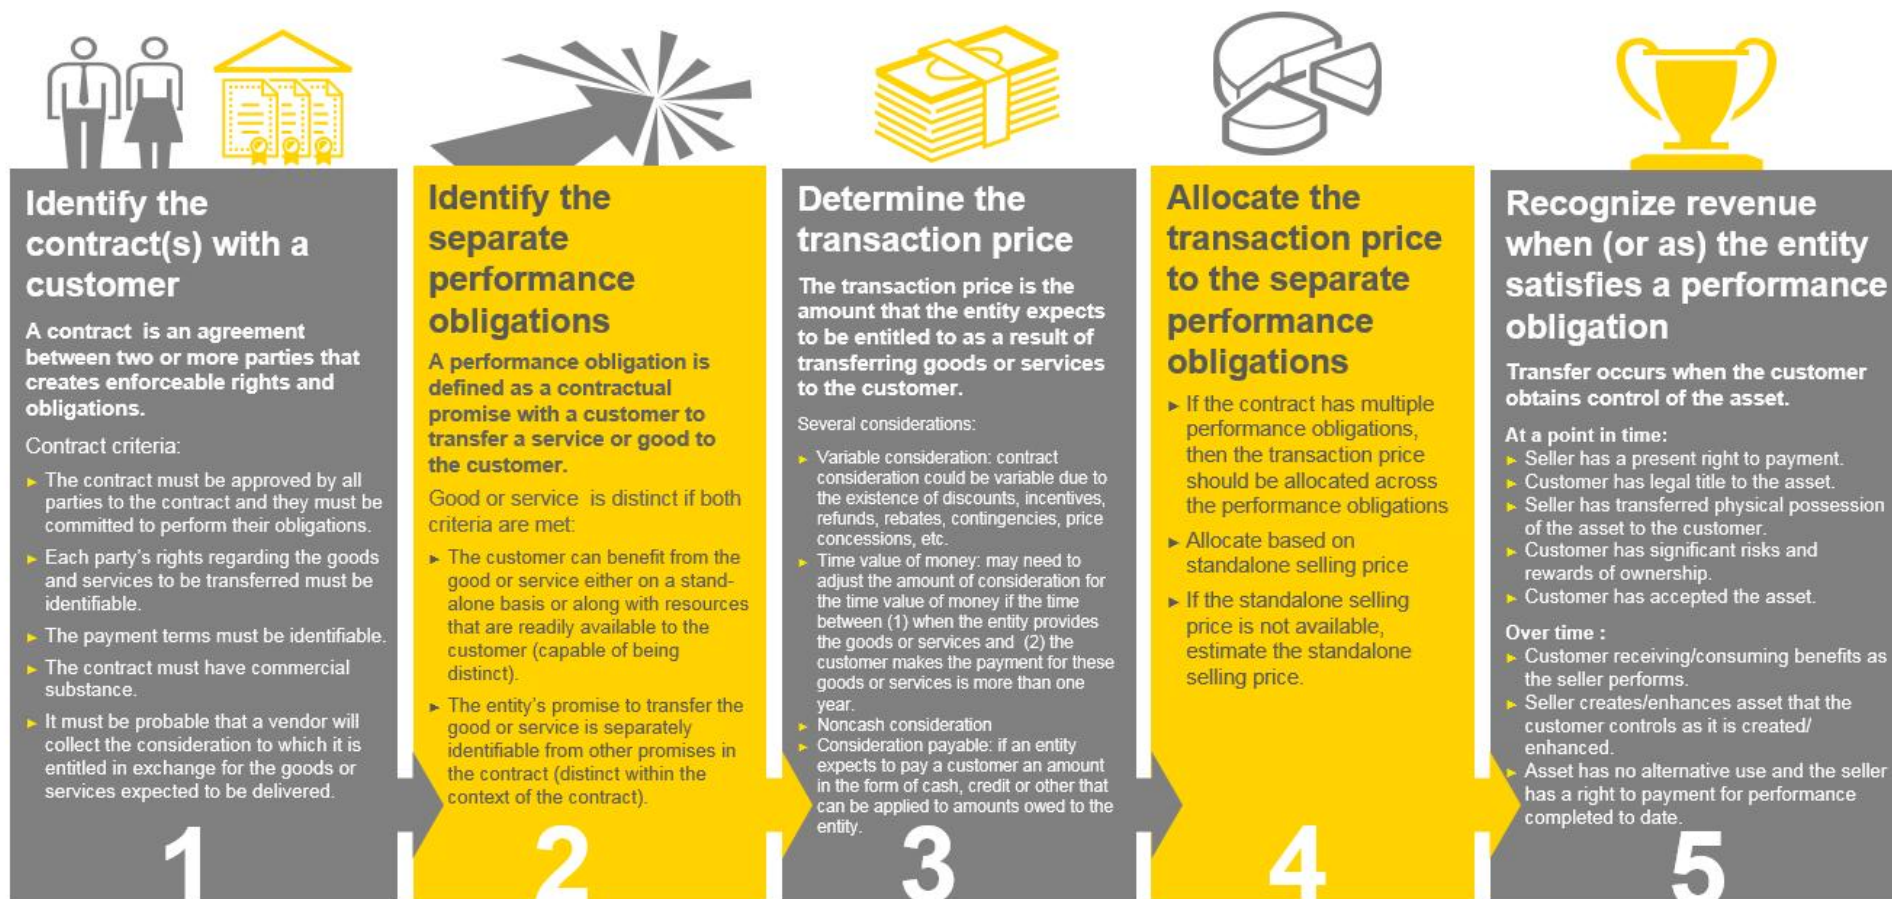 Identify the
contract(s) with a
customer
A contract is an agreement
between two or more parties that
creates enforceable rights and
obligations.
Contract criteria:
► The contract must be approved by all
parties to the contract and they must be
committed to perform their obligations.
► Each party's rights regarding the goods
and services to be transferred must be
identifiable.
► The payment terms must be identifiable.
► The contract must have commercial
substance.
► It must be probable that a vendor will
collect the consideration to which it is
entitled in exchange for the goods or
services expected to be delivered.
1
Identify the
separate
performance
obligations
A performance obligation is
defined as a contractual
promise with a customer to
transfer a service or good to
the customer.
Good or service is distinct if both
criteria are met:
► The customer can benefit from the
good or service either on a stand-
alone basis or along with resources
that are readily available to the
customer (capable of being
distinct).
► The entity's promise to transfer the
good or service is separately
identifiable from other promises in
the contract (distinct within the
context of the contract).
2
Determine the
transaction price
The transaction price is the
amount that the entity expects
to be entitled to as a result of
transferring goods or services
to the customer.
Several considerations:
► Variable consideration: contract
consideration could be variable due to
the existence of discounts, incentives,
refunds, rebates, contingencies, price
concessions, etc.
► Time value of money: may need to
adjust the amount of consideration for
the time value of money if the time
between (1) when the entity provides
the goods or services and (2) the
customer makes the payment for these
goods or services is more than one
year.
► Noncash consideration
► Consideration payable: if an entity
expects to pay a customer an amount
in the form of cash, credit or other that
can be applied to amounts owed to the
entity.
3
Allocate the
transaction price
to the separate
performance
obligations
► If the contract has multiple
performance obligations,
then the transaction price
should be allocated across
the performance obligations
► Allocate based on
standalone selling price
► If the standalone selling
price is not available,
estimate the standalone
selling price.
4
Recognize revenue
when (or as) the entity
satisfies a performance
obligation
Transfer occurs when the customer
obtains control of the asset.
At a point in time:
► Seller has a present right to payment.
► Customer has legal title to the asset.
► Seller has transferred physical possession
of the asset to the customer.
► Customer has significant risks and
rewards of ownership.
► Customer has accepted the asset.
Over time :
► Customer receiving/consuming benefits as
the seller performs.
► Seller creates/enhances asset that the
customer controls as it is created/
enhanced.
► Asset has no alternative use and the seller
has a right to payment for performance
completed to date.
5